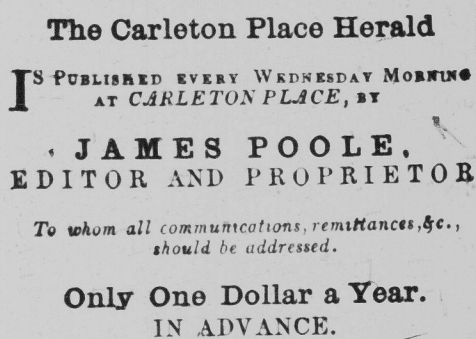 The Carleton Place Herald
IS PUBLISHED EVERY WEDNESDAY MORNING
AT CARLETON PLACE, BY
JAMES POOLE,
EDITOR AND PROPRIETOR
To whom all communications, remittances, &c.,
should be addressed.
Only One Dollar a Year.
IN ADVANCE.